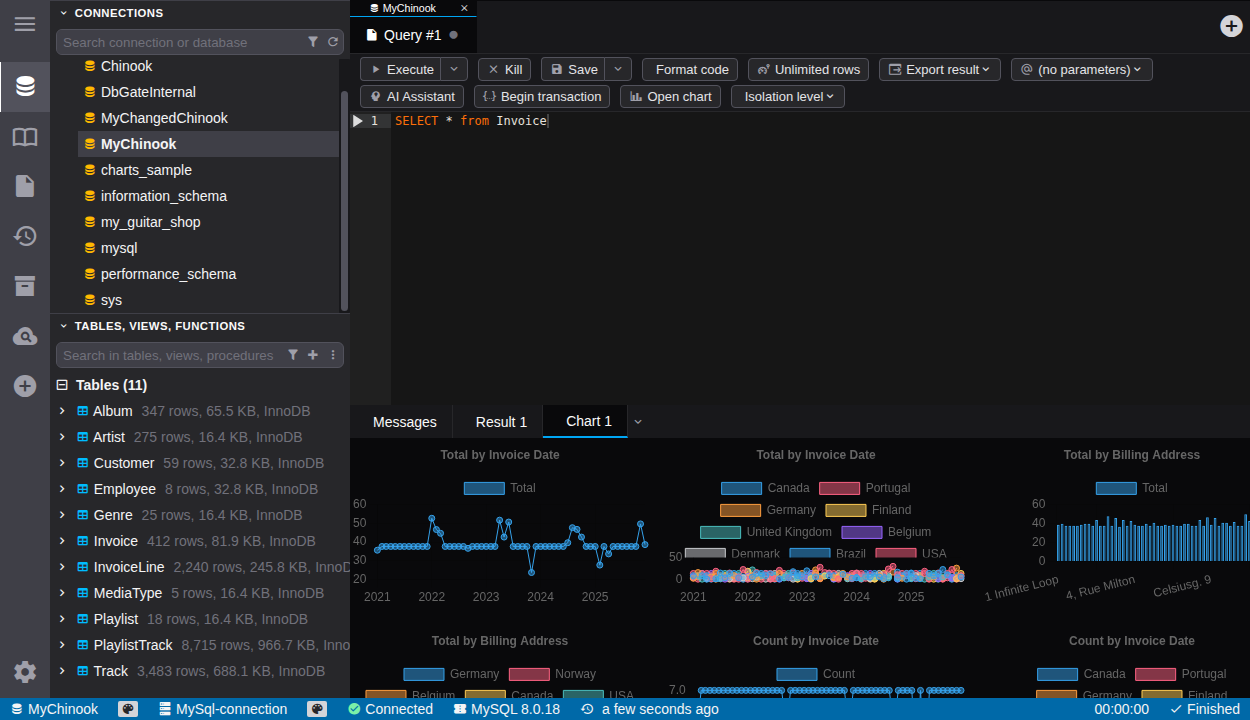 CONNECTIONS
Search connection or database
Chinook
DbGateInternal
MyChangedChinook
MyChinook
charts_sample
information_schema
my_guitar_shop
mysql
performance_schema
sys
TABLES, VIEWS, FUNCTIONS
Search in tables, views, procedures
Tables (11)
Album 347 rows, 65.5 KB, InnoDB
Artist 275 rows, 16.4 KB, InnoDB
Customer 59 rows, 32.8 KB, InnoDB
Employee 8 rows, 32.8 KB, InnoDB
Genre 25 rows, 16.4 KB, InnoDB
Invoice 412 rows, 81.9 KB, InnoDB
InvoiceLine 2,240 rows, 245.8 KB, InnoD
MediaType 5 rows, 16.4 KB, InnoDB
Playlist 18 rows, 16.4 KB, InnoDB
PlaylistTrack 8,715 rows, 966.7 KB, Inno
Track 3,483 rows, 688.1 KB, InnoDB
MyChinook
Query #1
Execute Kill Save Format code Unlimited rows Export result (no parameters)
AI Assistant Begin transaction Open chart Isolation level
1 SELECT * from Invoice
Messages Result 1 Chart 1
Total by Invoice Date
Total
60
50
40
30
20
2021 2022 2023 2024 2025
Total by Invoice Date
Canada Portugal
Germany Finland
United Kingdom Belgium
Denmark Brazil USA
50
0
2021 2022 2023 2024 2025
Total by Billing Address
Total
60
40
20
0
1 Infinite Loop 4, Rue Milton Celsiusg. 9
Total by Billing Address
Germany Norway
Belgium Canada USA
Count by Invoice Date
Count
7.0
Count by Invoice Date
Canada Portugal
Germany Finland
MyChinook MySql-connection Connected MySQL 8.0.18 a few seconds ago 00:00:00 Finished